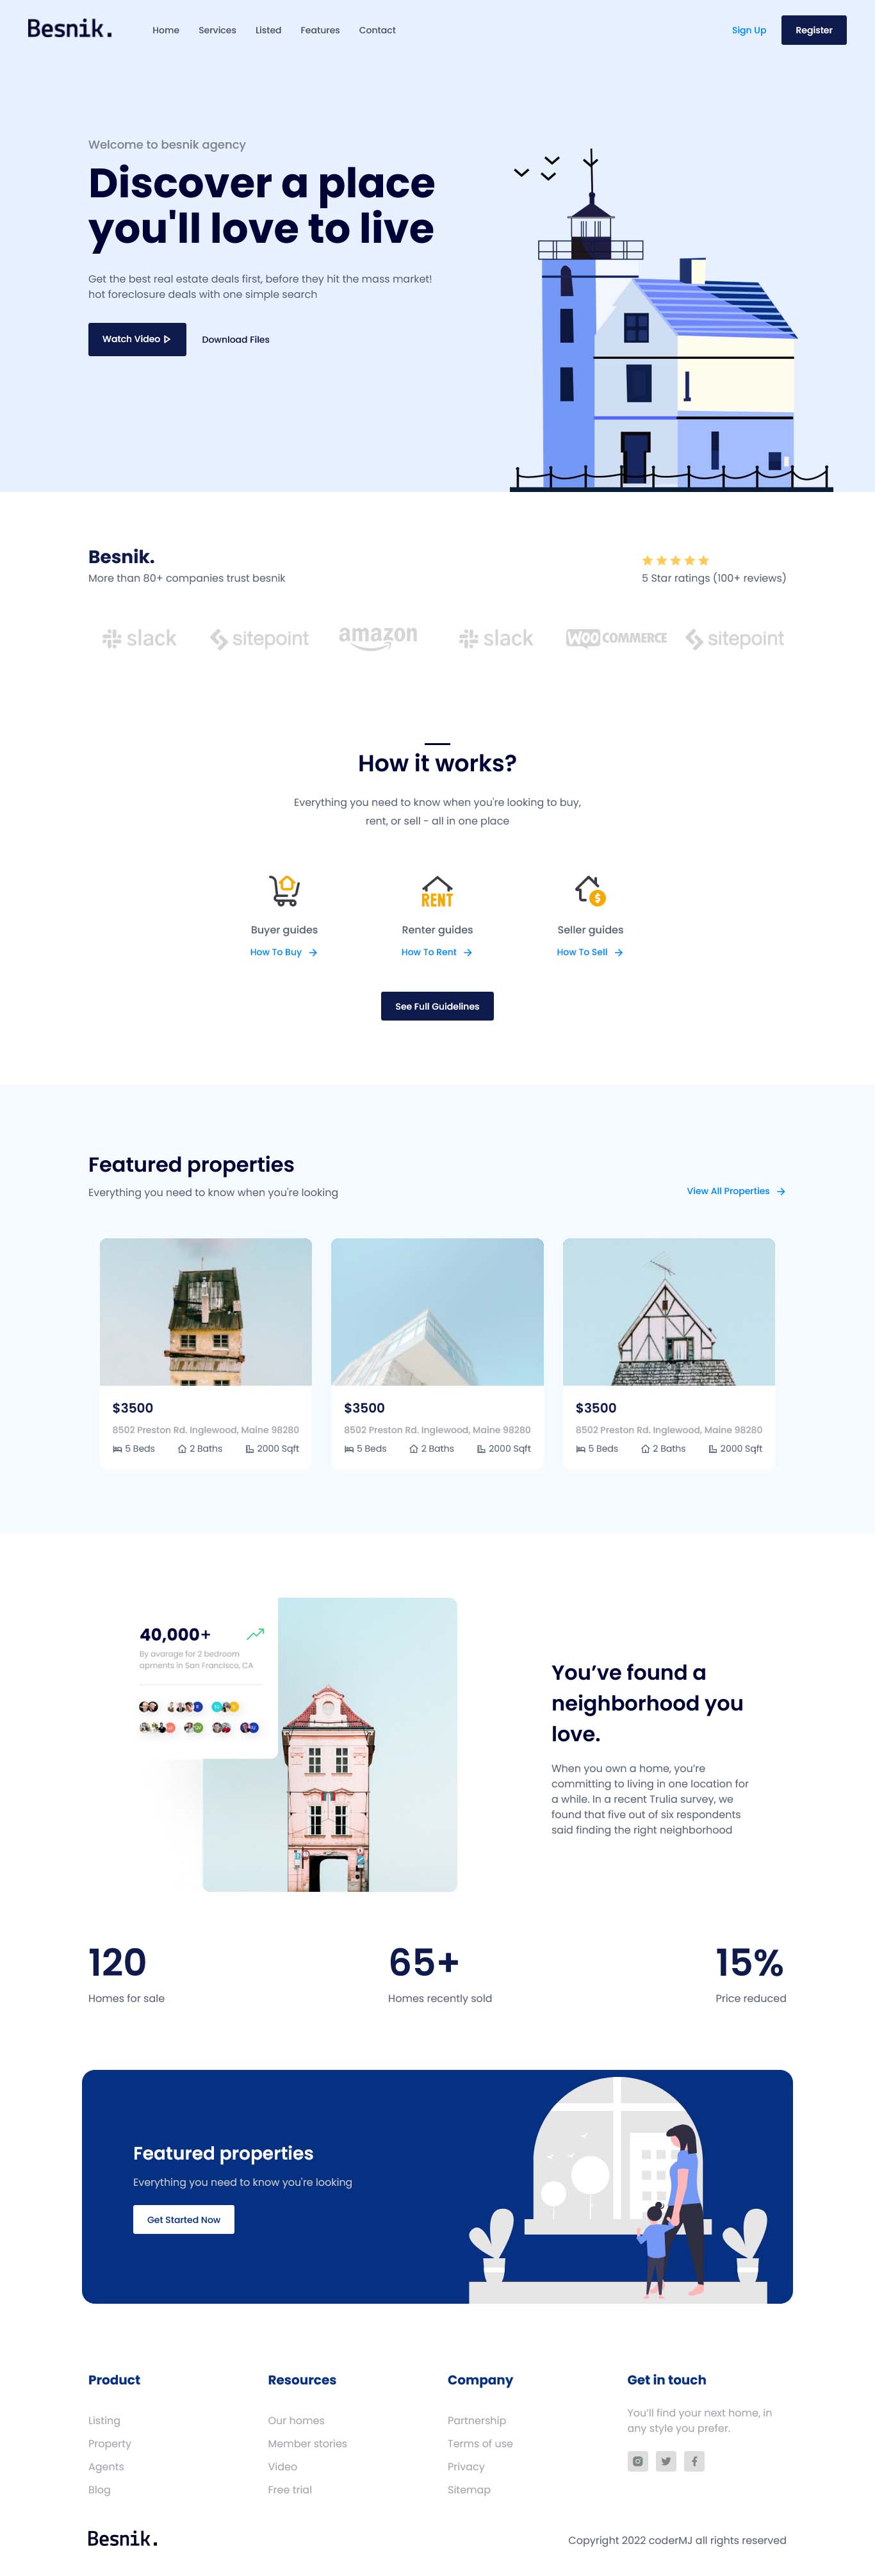 Besnik.
Home Services Listed Features Contact
Sign Up Register
Welcome to besnik agency
Discover a place
you'll love to live
Get the best real estate deals first, before they hit the mass market!
hot foreclosure deals with one simple search
Watch Video
Download Files
Besnik.
More than 80+ companies trust besnik
5 Star ratings (100+ reviews)
slack sitepoint amazon slack WOO COMMERCE sitepoint
How it works?
Everything you need to know when you're looking to buy,
rent, or sell - all in one place
RENT
$
Buyer guides Renter guides Seller guides
How To Buy How To Rent How To Sell
See Full Guidelines
Featured properties
Everything you need to know when you're looking
View All Properties
$3500 $3500 $3500
8502 Preston Rd. Inglewood, Maine 98280 8502 Preston Rd. Inglewood, Maine 98280 8502 Preston Rd. Inglewood, Maine 98280
5 Beds 2 Baths 2000 Sqft 5 Beds 2 Baths 2000 Sqft 5 Beds 2 Baths 2000 Sqft
40,000+
By avarage for 2 bedroom
apments in San Francisco, CA
You’ve found a
neighborhood you
love.
When you own a home, you’re
committing to living in one location for
a while. In a recent Trulia survey, we
found that five out of six respondents
said finding the right neighborhood
120 65+ 15%
Homes for sale Homes recently sold Price reduced
Featured properties
Everything you need to know you're looking
Get Started Now
Product Resources Company Get in touch
Listing Our homes Partnership
You’ll find your next home, in
any style you prefer.
Property Member stories Terms of use
Agents Video Privacy
Blog Free trial Sitemap
Besnik.
Copyright 2022 coderMJ all rights reserved